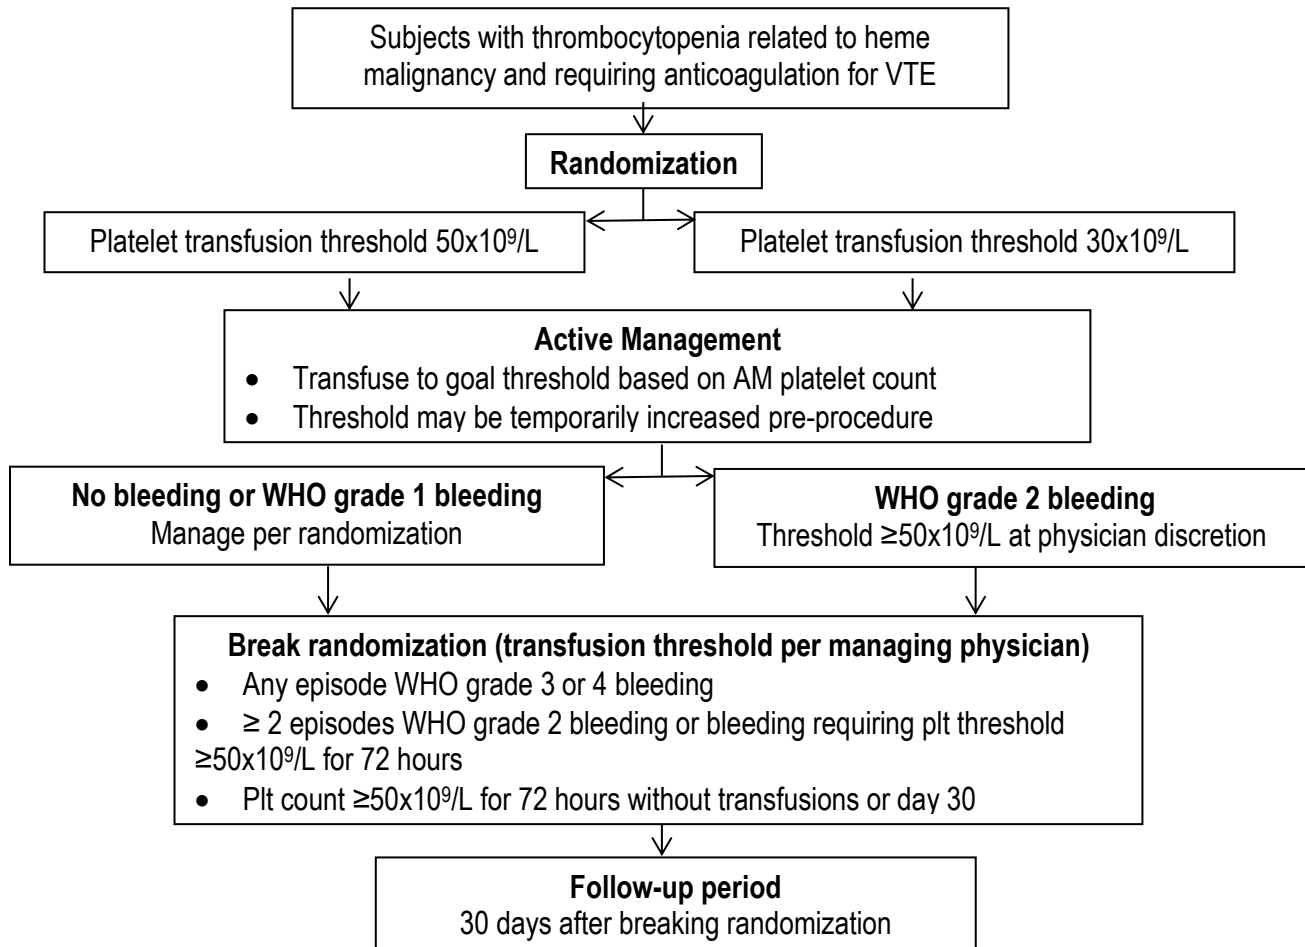 Subjects with thrombocytopenia related to heme
malignancy and requiring anticoagulation for VTE
Randomization
Platelet transfusion threshold 50x10⁹/L
Platelet transfusion threshold 30x10⁹/L
Active Management
• Transfuse to goal threshold based on AM platelet count
• Threshold may be temporarily increased pre-procedure
No bleeding or WHO grade 1 bleeding
Manage per randomization
WHO grade 2 bleeding
Threshold ≥50x10⁹/L at physician discretion
Break randomization (transfusion threshold per managing physician)
• Any episode WHO grade 3 or 4 bleeding
• ≥ 2 episodes WHO grade 2 bleeding or bleeding requiring plt threshold
≥50x10⁹/L for 72 hours
• Plt count ≥50x10⁹/L for 72 hours without transfusions or day 30
Follow-up period
30 days after breaking randomization